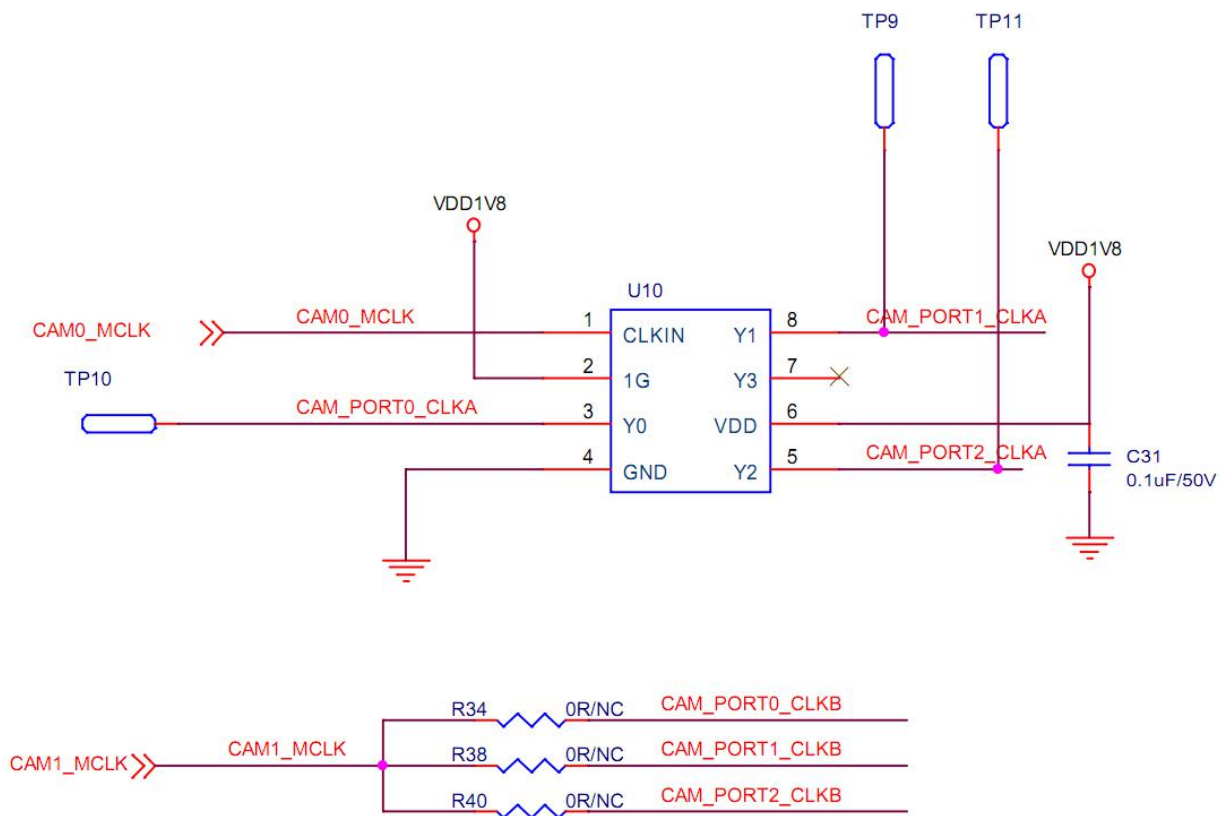 TP9 TP11
VDD1V8
VDD1V8
U10
CAM0_MCLK CAM0_MCLK 1 CLKIN Y1 8 CAM_PORT1_CLKA
TP10 2 1G Y3 7
CAM_PORT0_CLKA 3 Y0 VDD 6
4 GND Y2 5 CAM_PORT2_CLKA
C31
0.1uF/50V
R34 0R/NC CAM_PORT0_CLKB
CAM1_MCLK CAM1_MCLK R38 0R/NC CAM_PORT1_CLKB
R40 0R/NC CAM_PORT2_CLKB